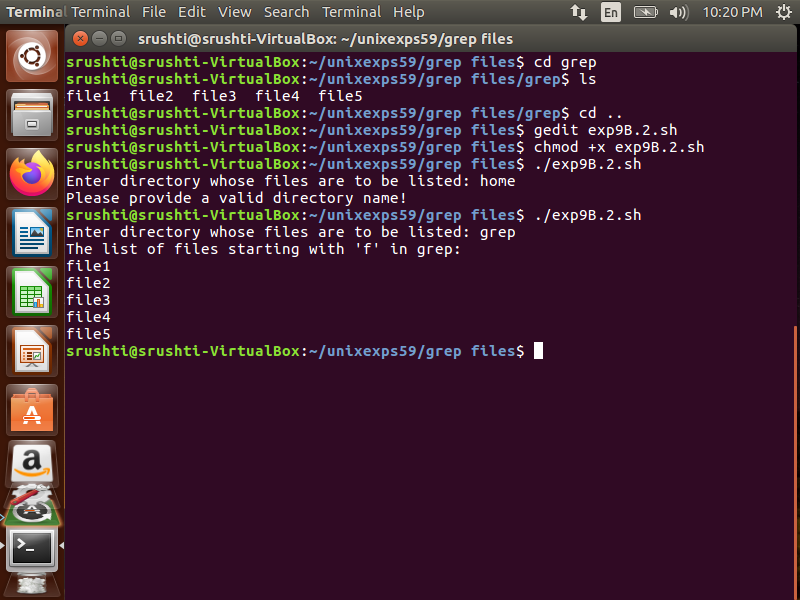 Terminal Terminal File Edit View Search Terminal Help En 10:20 PM
srushti@srushti-VirtualBox: ~/unixexps59/grep files
srushti@srushti-VirtualBox:~/unixexps59/grep files$ cd grep
srushti@srushti-VirtualBox:~/unixexps59/grep files/grep$ ls
file1 file2 file3 file4 file5
srushti@srushti-VirtualBox:~/unixexps59/grep files/grep$ cd ..
srushti@srushti-VirtualBox:~/unixexps59/grep files$ gedit exp9B.2.sh
srushti@srushti-VirtualBox:~/unixexps59/grep files$ chmod +x exp9B.2.sh
srushti@srushti-VirtualBox:~/unixexps59/grep files$ ./exp9B.2.sh
Enter directory whose files are to be listed: home
Please provide a valid directory name!
srushti@srushti-VirtualBox:~/unixexps59/grep files$ ./exp9B.2.sh
Enter directory whose files are to be listed: grep
The list of files starting with 'f' in grep:
file1
file2
file3
file4
file5
srushti@srushti-VirtualBox:~/unixexps59/grep files$